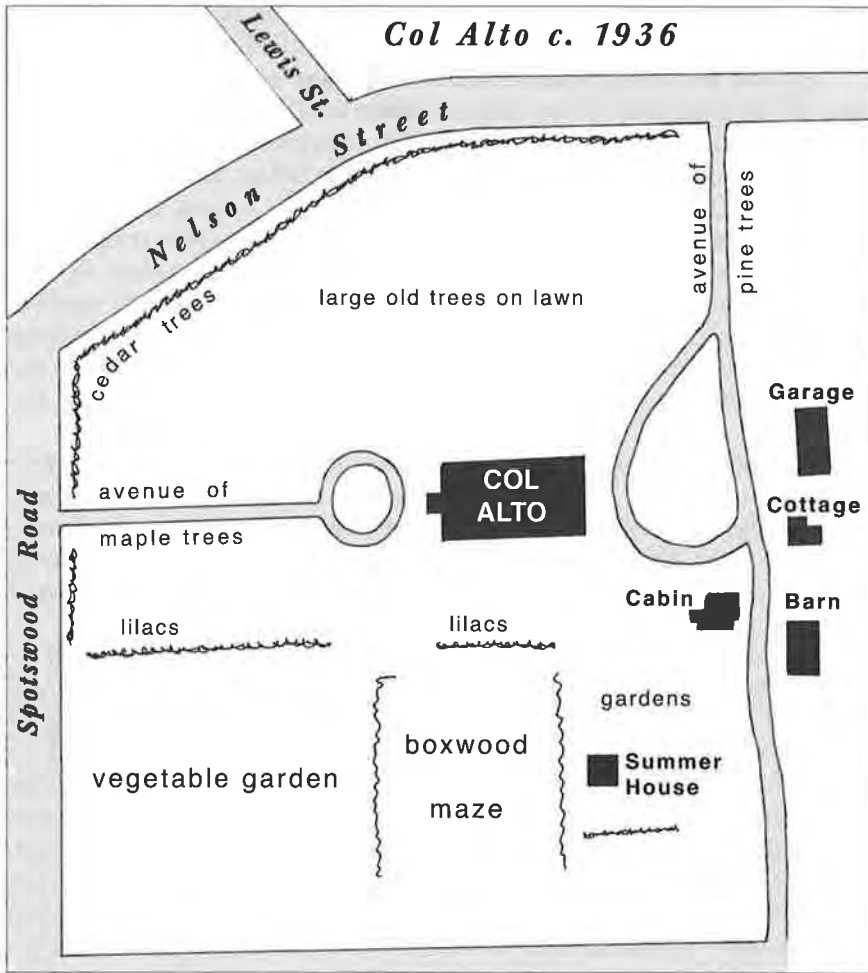 Col Alto c. 1936
Lewis St.
Nelson Street
avenue of
pine trees
cedar trees
large old trees on lawn
Garage
COL
ALTO
avenue of
maple trees
Cottage
Spotswood Road
Cabin
Barn
lilacs
lilacs
gardens
boxwood
maze
vegetable garden
Summer
House